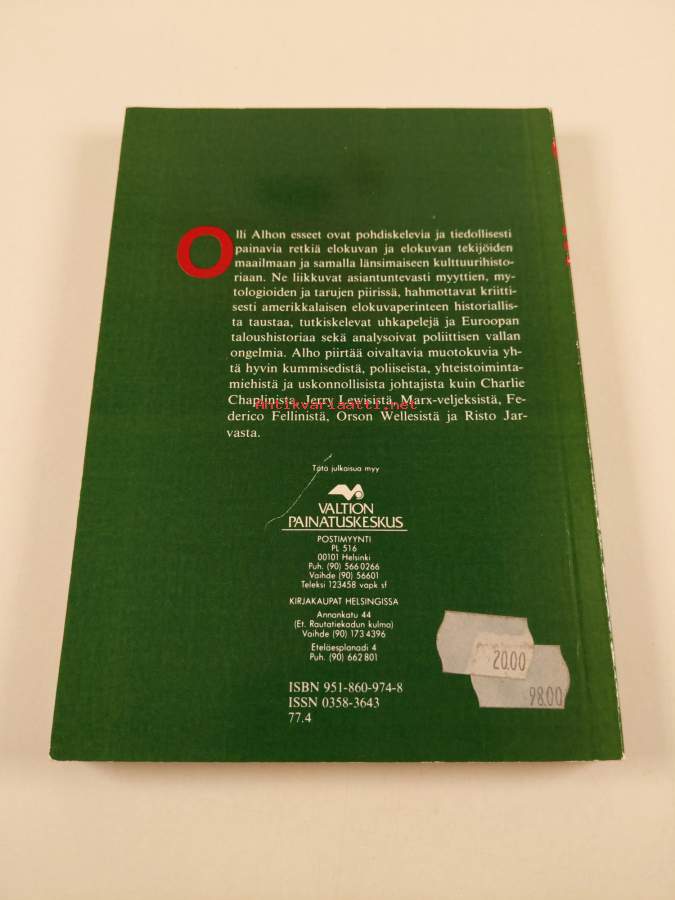 Olli Alhon esseet ovat pohdiskelevia ja tiedollisesti
painavia retkiä elokuvan ja elokuvan tekijöiden
maailmaan ja samalla länsimaiseen kulttuurihisto-
riaan. Ne liikkuvat asiantuntevasti myyttien, my-
tologioiden ja tarujen piirissä, hahmottavat kriitti-
sesti amerikkalaisen elokuvaperinteen historiallis-
ta taustaa, tutkiskelevat uhkapelejä ja Euroopan
taloushistoriaa sekä analysoivat poliittisen vallan
ongelmia. Alho piirtää oivaltavia muotokuvia yh-
tä hyvin kummisedistä, poliiseista, yhteistoiminta-
miehistä ja uskonnollisista johtajista kuin Charlie
Chaplinista, Jerry Lewisistä, Marx-veljeksistä, Fe-
derico Fellinistä, Orson Wellesistä ja Risto Jar-
vasta.
Antikvariaatti.net
Tätä julkaisua myy
VALTION
PAINATUSKESKUS
POSTIMYYNTI
PL 516
00101 Helsinki
Puh. (90) 566 0266
Vaihde (90) 56601
Teleksi 123458 vapk sf
KIRJAKAUPAT HELSINGISSÄ
Annankatu 44
(Et. Rautatiekadun kulma)
Vaihde (90) 173 4396
Eteläesplanadi 4
Puh. (90) 662 801
ISBN 951-860-974-8
ISSN 0358-3643
77.4
20.00
98.00